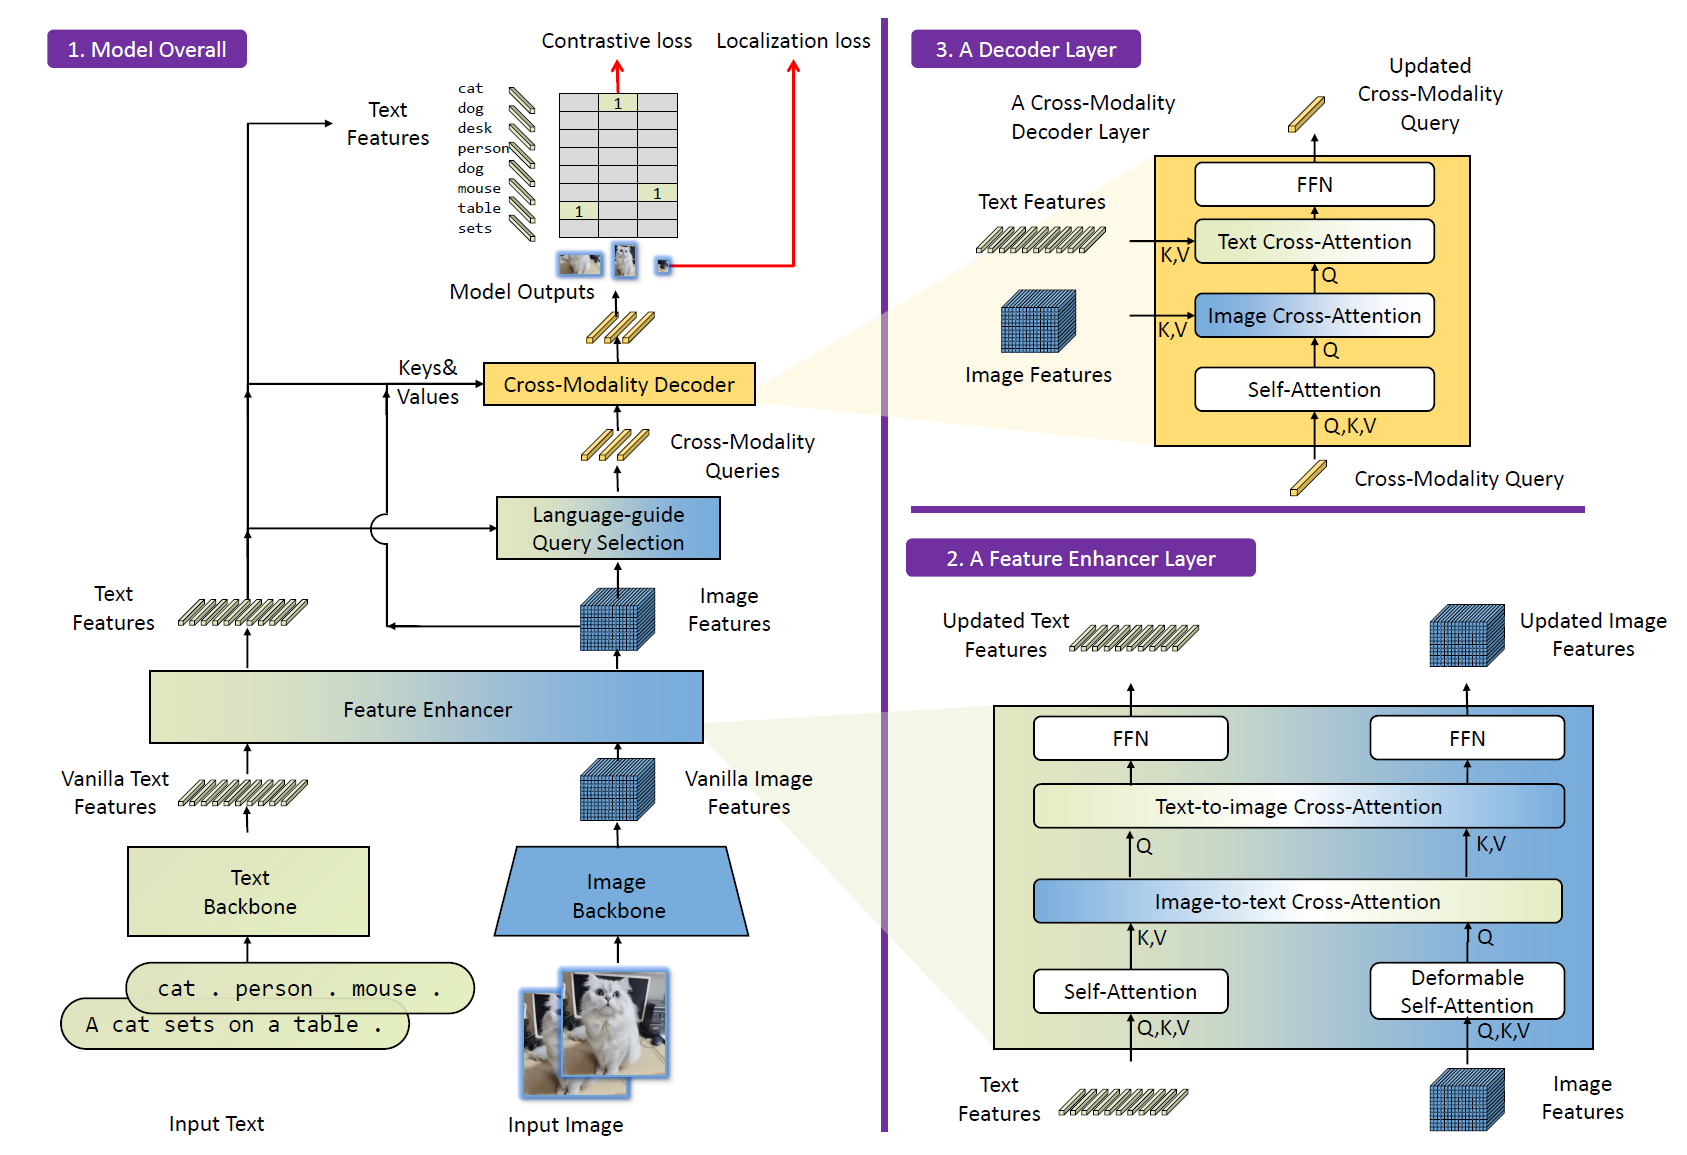 1. Model Overall
Contrastive loss
Localization loss
cat
dog
desk
person
dog
mouse
table
sets
Text
Features
1
1
1
Model Outputs
Keys&
Values
Cross-Modality Decoder
Cross-Modality
Queries
Language-guide
Query Selection
Text
Features
Image
Features
Feature Enhancer
Vanilla Text
Features
Vanilla Image
Features
Text
Backbone
Image
Backbone
cat . person . mouse .
A cat sets on a table .
Input Text
Input Image
3. A Decoder Layer
A Cross-Modality
Decoder Layer
Updated
Cross-Modality
Query
FFN
Text Features
K,V
Text Cross-Attention
Q
Image Features
K,V
Image Cross-Attention
Q
Self-Attention
Q,K,V
Cross-Modality Query
2. A Feature Enhancer Layer
Updated Text
Features
Updated Image
Features
FFN
FFN
Text-to-image Cross-Attention
Q
K,V
Image-to-text Cross-Attention
K,V
Q
Self-Attention
Deformable
Self-Attention
Q,K,V
Q,K,V
Text
Features
Image
Features